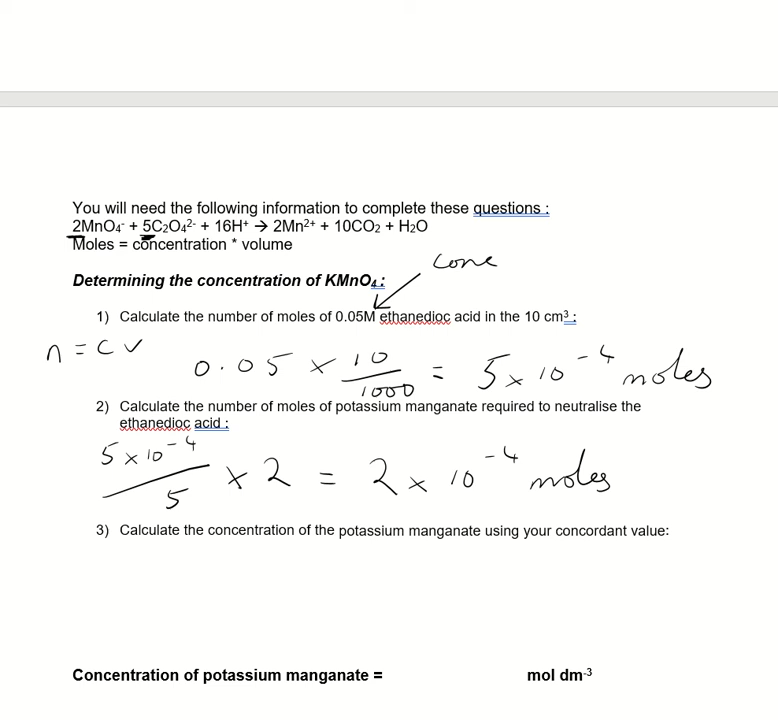 You will need the following information to complete these questions :
2MnO₄⁻ + 5C₂O₄²⁻ + 16H⁺ → 2Mn²⁺ + 10CO₂ + H₂O
Moles = concentration * volume
conc
Determining the concentration of KMnO₄:
1) Calculate the number of moles of 0.05M ethanedioc acid in the 10 cm³ :
n = c v 0.05 × 10/1000 = 5 × 10⁻⁴ moles
2) Calculate the number of moles of potassium manganate required to neutralise the
ethanedioc acid :
5 × 10⁻⁴/5 × 2 = 2 × 10⁻⁴ moles
3) Calculate the concentration of the potassium manganate using your concordant value:
Concentration of potassium manganate = mol dm⁻³